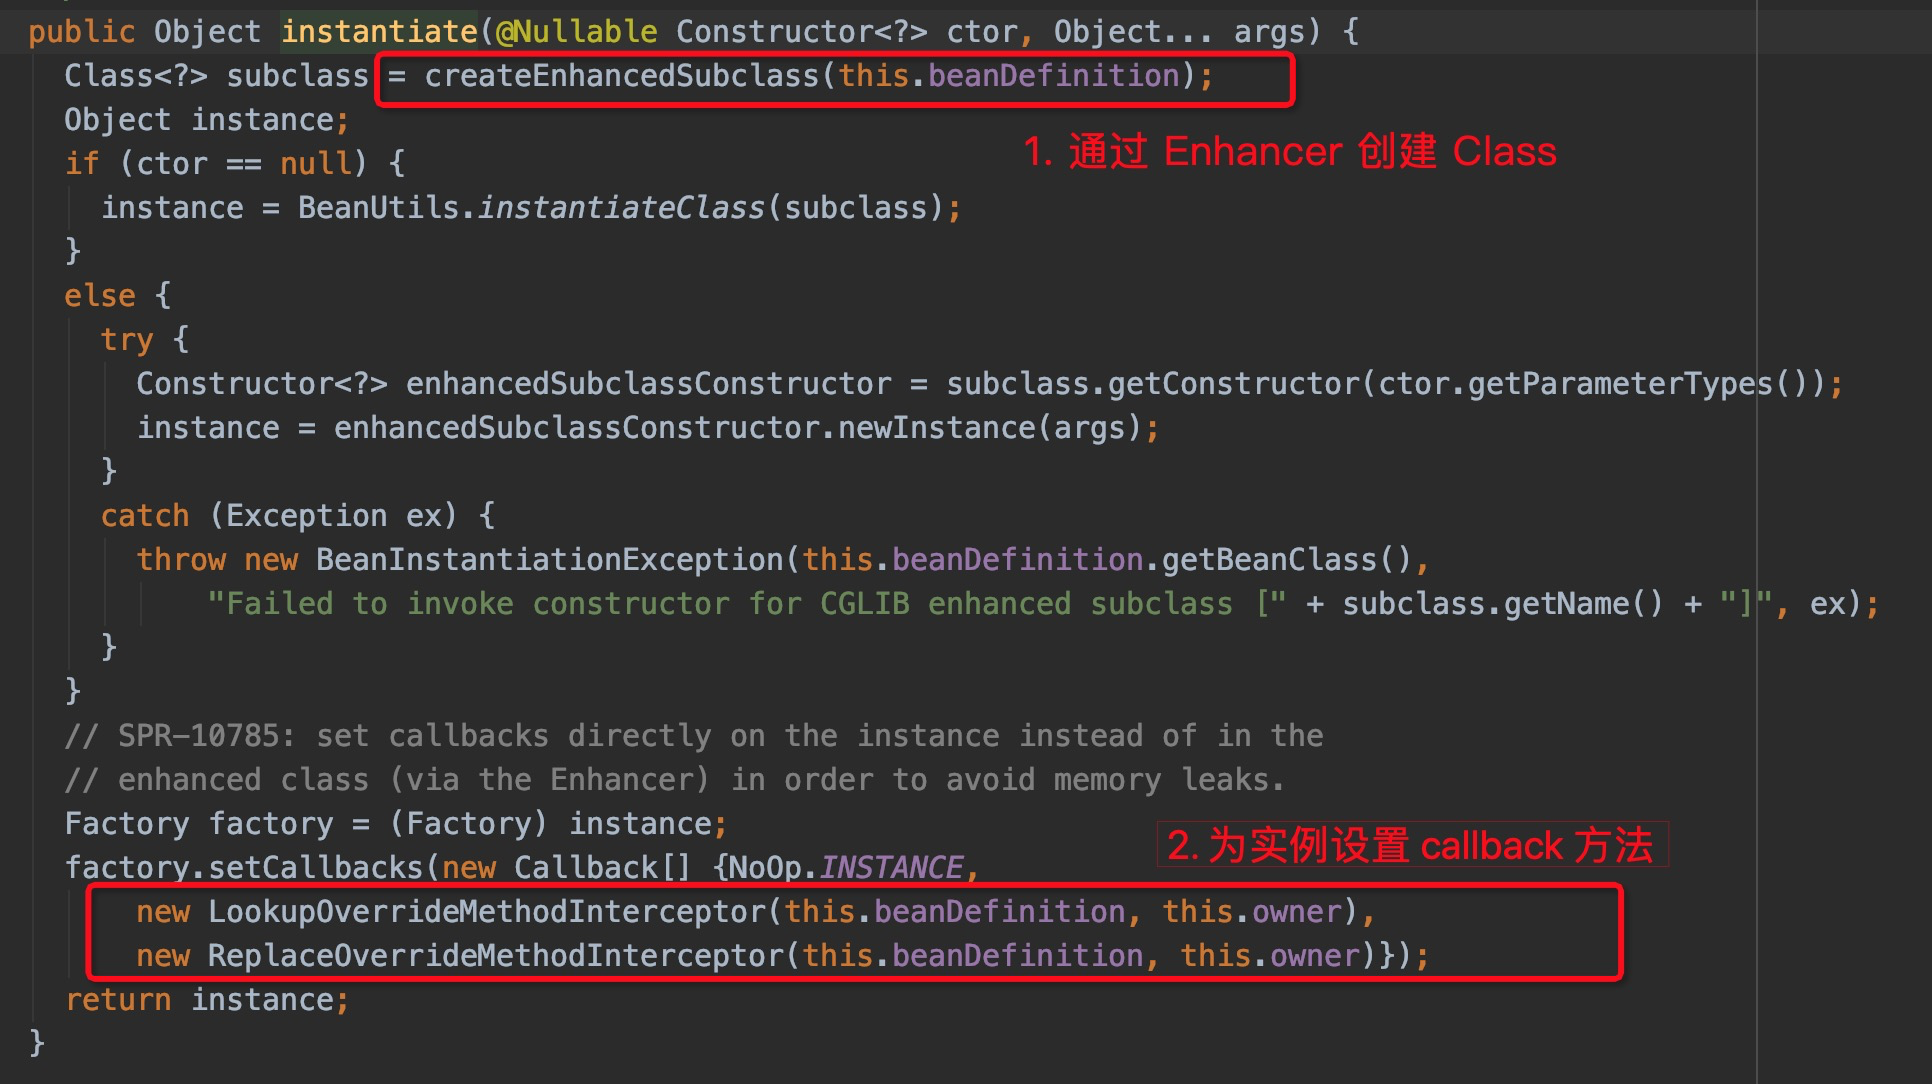 public Object instantiate(@Nullable Constructor<?> ctor, Object... args) {
Class<?> subclass = createEnhancedSubclass(this.beanDefinition);
Object instance;
1. 通过 Enhancer 创建 Class
if (ctor == null) {
instance = BeanUtils.instantiateClass(subclass);
}
else {
try {
Constructor<?> enhancedSubclassConstructor = subclass.getConstructor(ctor.getParameterTypes());
instance = enhancedSubclassConstructor.newInstance(args);
}
catch (Exception ex) {
throw new BeanInstantiationException(this.beanDefinition.getBeanClass(),
"Failed to invoke constructor for CGLIB enhanced subclass [" + subclass.getName() + "]", ex);
}
}
// SPR-10785: set callbacks directly on the instance instead of in the
// enhanced class (via the Enhancer) in order to avoid memory leaks.
Factory factory = (Factory) instance;
2. 为实例设置 callback 方法
factory.setCallbacks(new Callback[] {NoOp.INSTANCE,
new LookupOverrideMethodInterceptor(this.beanDefinition, this.owner),
new ReplaceOverrideMethodInterceptor(this.beanDefinition, this.owner)});
return instance;
}